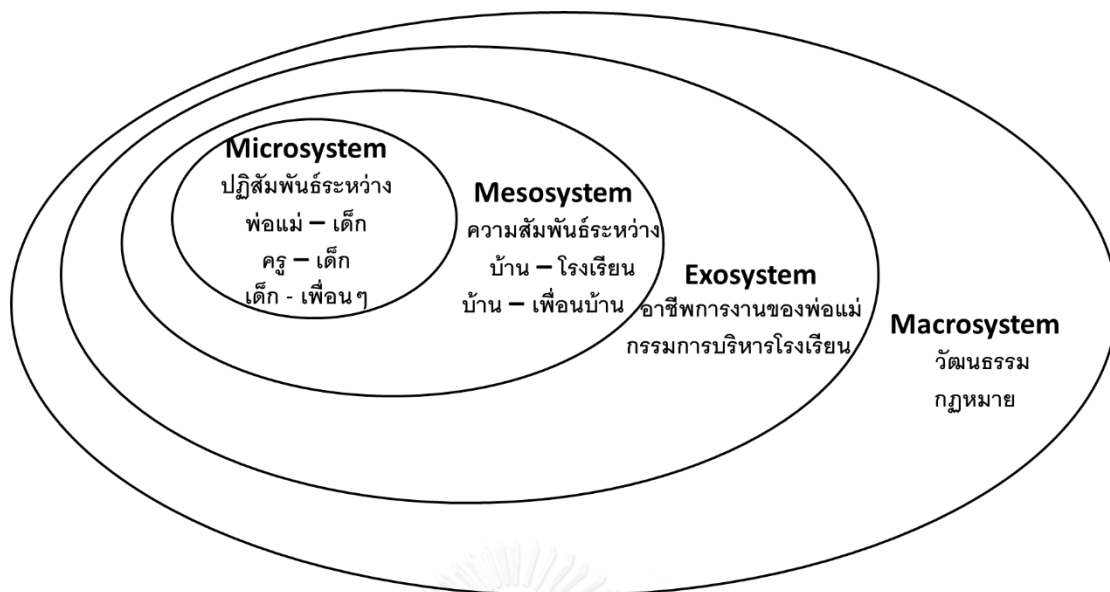 Microsystem
ปฏิสัมพันธ์ระหว่าง
พ่อแม่ – เด็ก
ครู – เด็ก
เด็ก - เพื่อนๆ
Mesosystem
ความสัมพันธ์ระหว่าง
บ้าน – โรงเรียน
บ้าน – เพื่อนบ้าน
Exosystem
อาชีพการงานของพ่อแม่
กรรมการบริหารโรงเรียน
Macrosystem
วัฒนธรรม
กฎหมาย